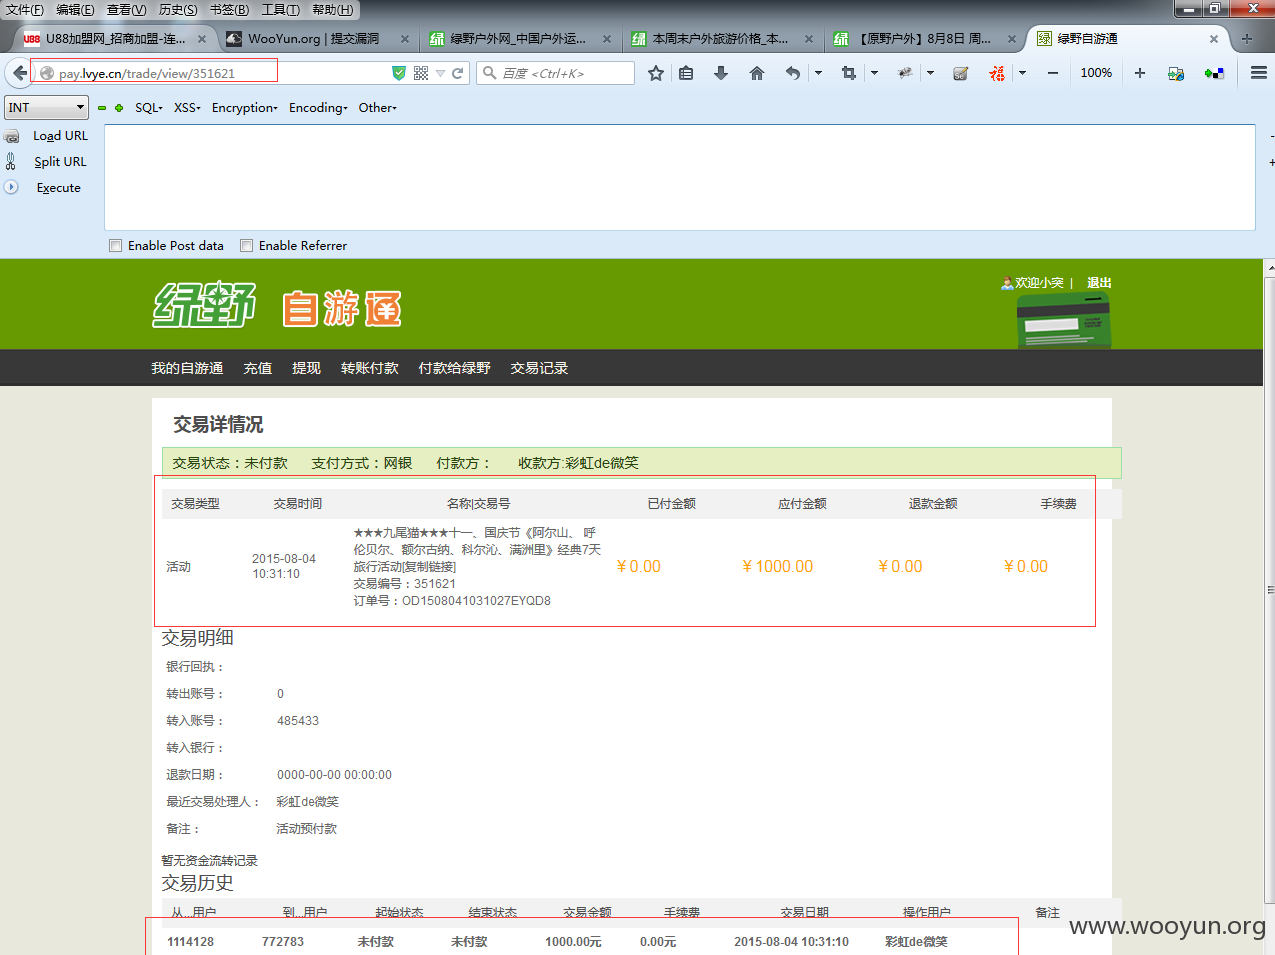 文件(F) 编辑(E) 查看(V) 历史(S) 书签(B) 工具(T) 帮助(H)
U88 U88加盟网_招商加盟-连... WooYun.org | 提交漏洞 绿野户外网_中国户外运... 本周末户外旅游价格_本... 【原野户外】8月8日 周... 绿野自游通
pay.lvye.cn/trade/view/351621 百度 <Ctrl+K> 福 100%
INT SQL XSS Encryption Encoding Other
Load URL
Split URL
Execute
Enable Post data Enable Referrer
绿野 自游通 欢迎小突 | 退出
我的自游通 充值 提现 转账付款 付款给绿野 交易记录
交易详情况
交易状态：未付款 支付方式：网银 付款方： 收款方:彩虹de微笑
交易类型 交易时间 名称|交易号 已付金额 应付金额 退款金额 手续费
活动 2015-08-04 10:31:10
★★★九尾猫★★★十一、国庆节《阿尔山、 呼
伦贝尔、额尔古纳、科尔沁、满洲里》经典7天
旅行活动[复制链接]
交易编号：351621
订单号：OD1508041031027EYQD8
￥0.00 ￥1000.00 ￥0.00 ￥0.00
交易明细
银行回执：
转出账号： 0
转入账号： 485433
转入银行：
退款日期： 0000-00-00 00:00:00
最近交易处理人： 彩虹de微笑
备注： 活动预付款
暂无资金流转记录
交易历史
从...用户 到...用户 起始状态 结束状态 交易金额 手续费 交易日期 操作用户 备注
1114128 772783 未付款 未付款 1000.00元 0.00元 2015-08-04 10:31:10 彩虹de微笑
www.wooyun.org